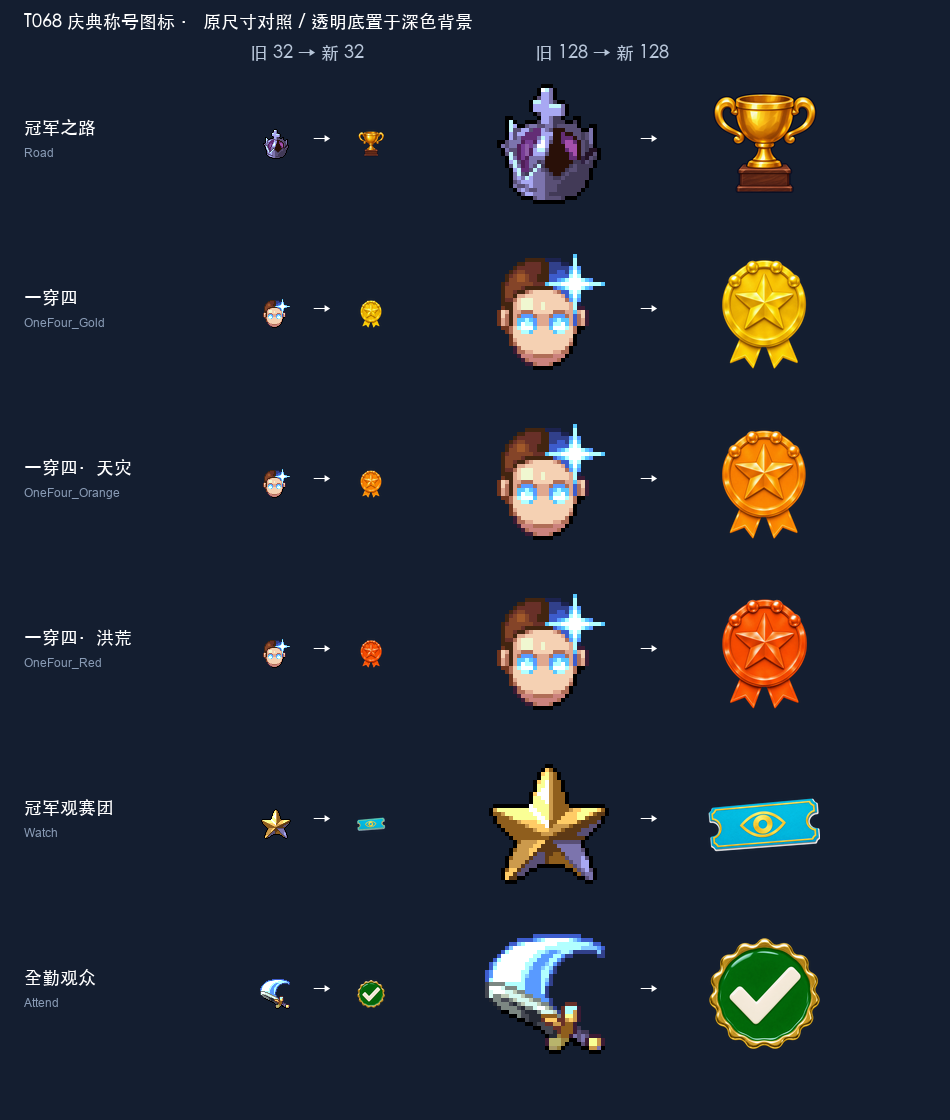 T068 庆典称号图标 · 原尺寸对照 / 透明底置于深色背景
旧 32 → 新 32
旧 128 → 新 128
冠军之路
Road
→
→
一穿四
OneFour_Gold
→
→
一穿四· 天灾
OneFour_Orange
→
→
一穿四· 洪荒
OneFour_Red
→
→
冠军观赛团
Watch
→
→
全勤观众
Attend
→
→